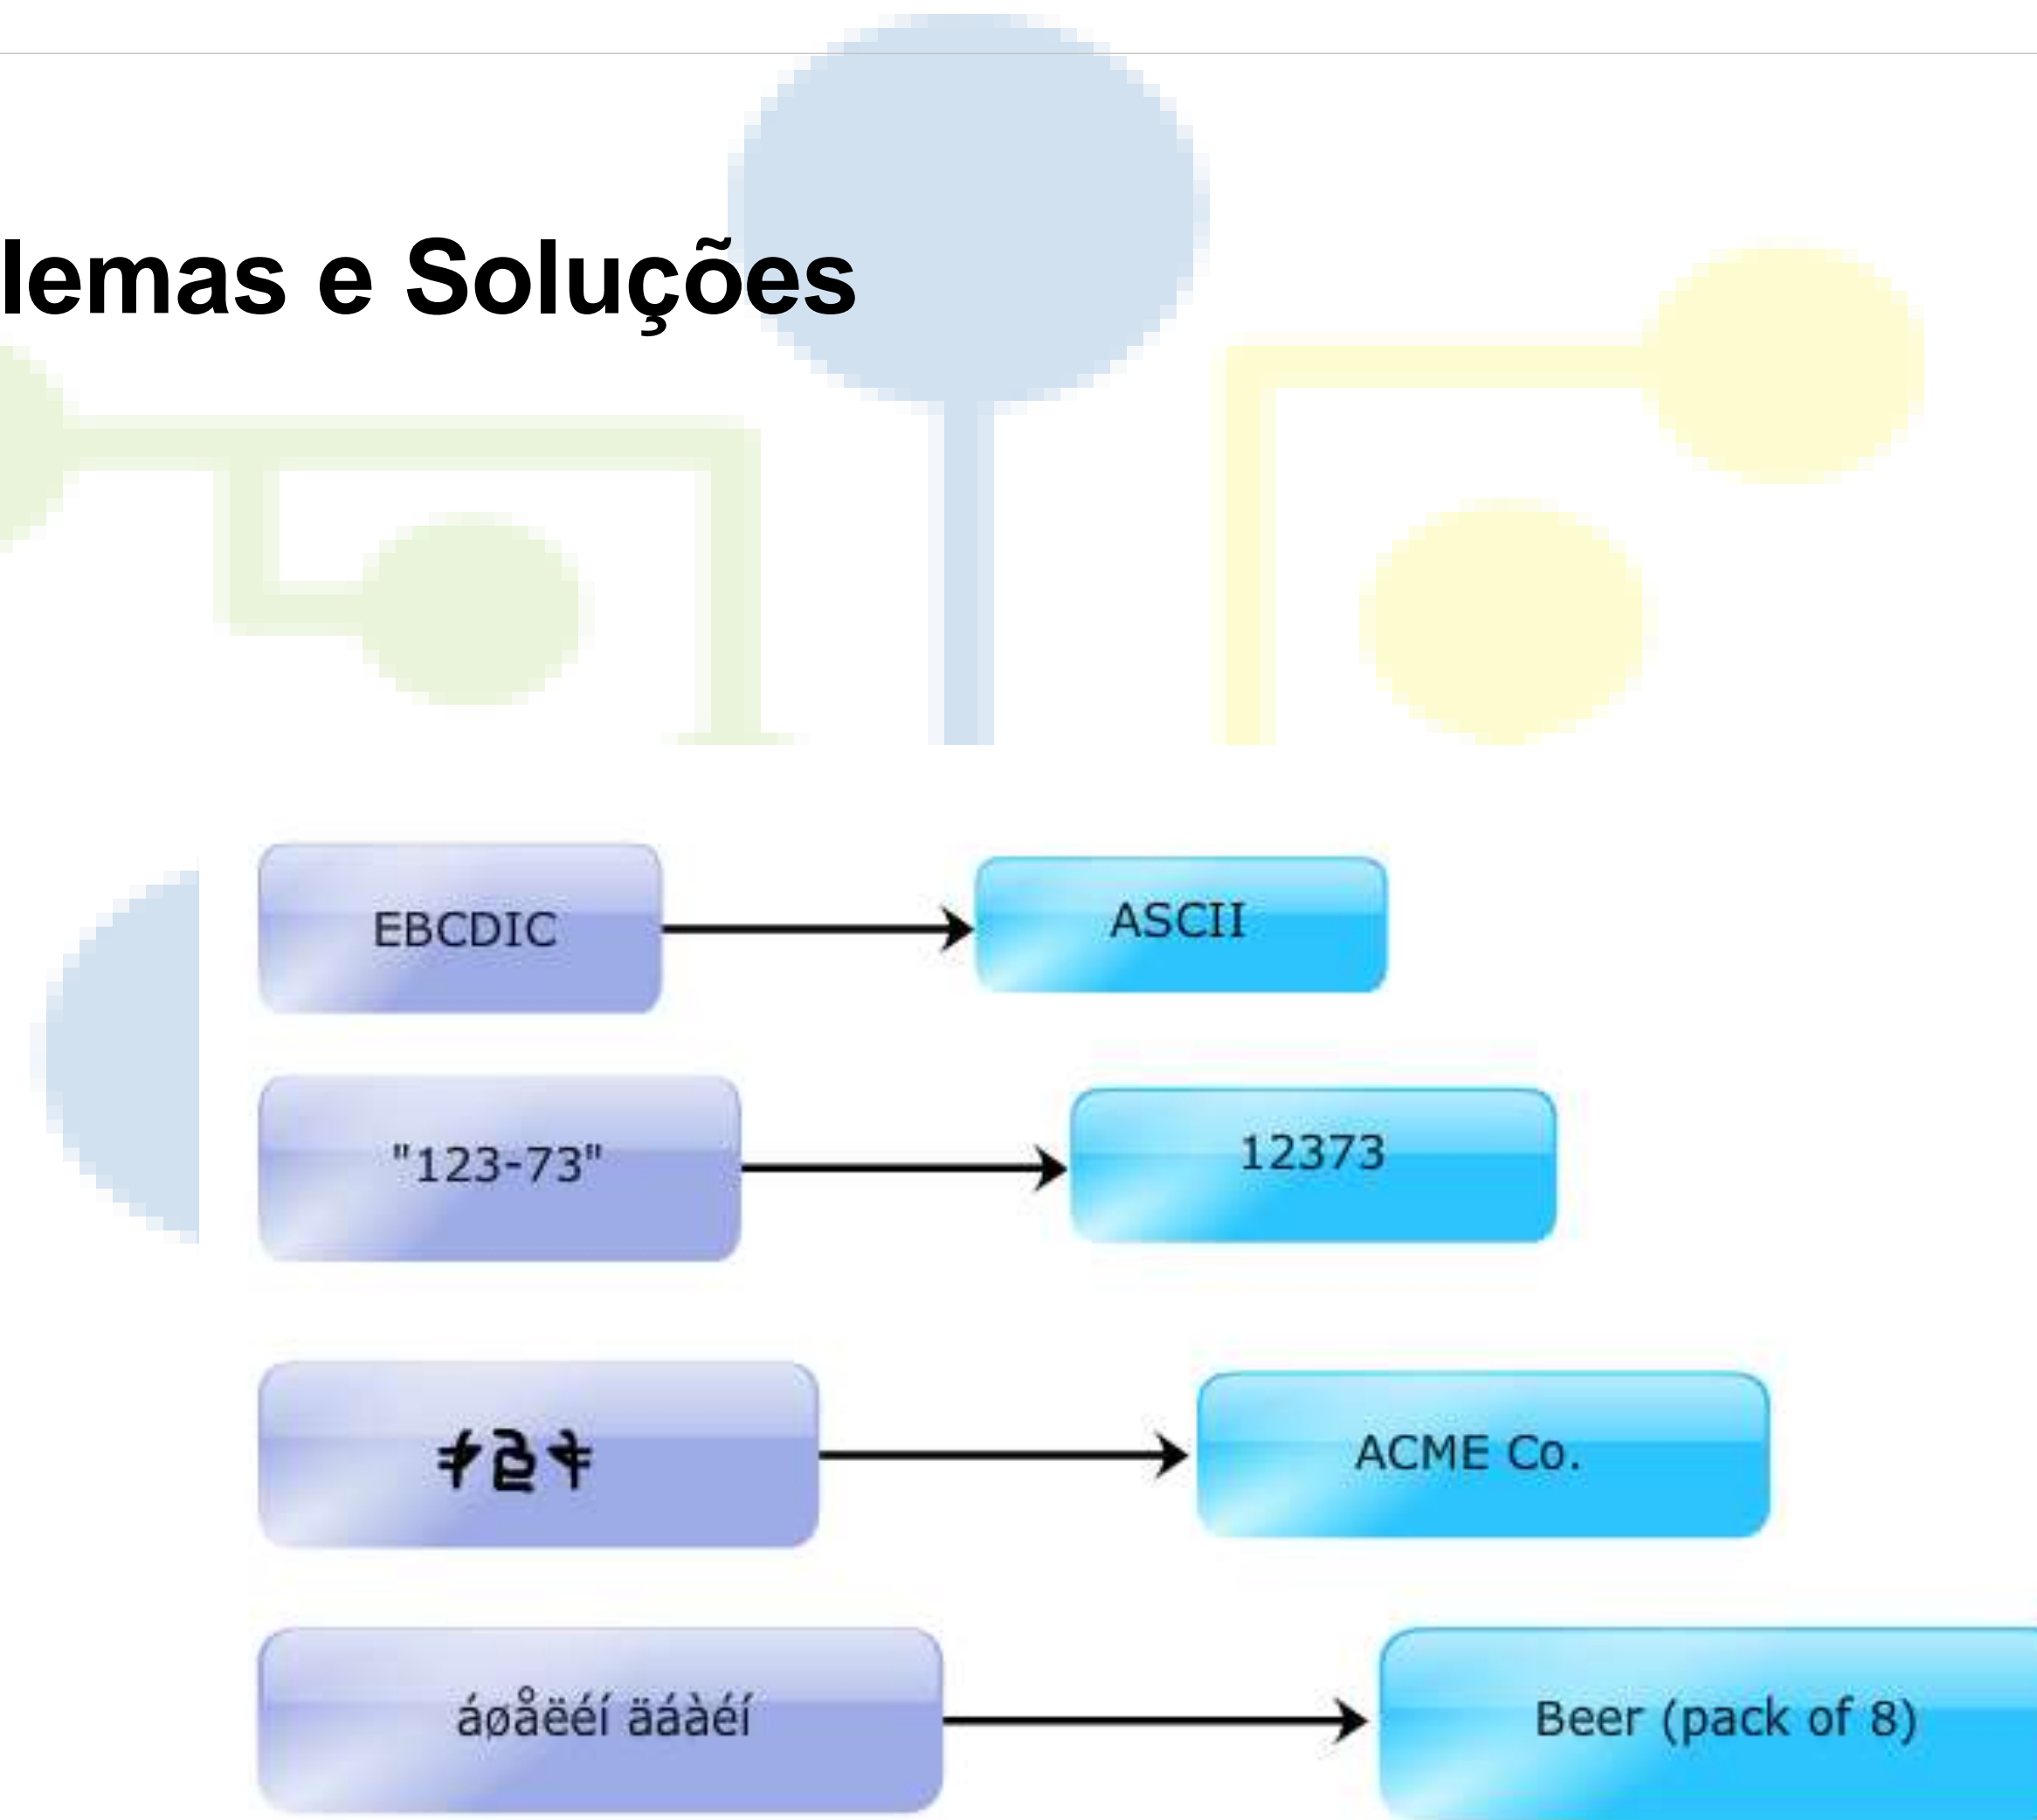 lemas e Soluções
EBCDIC ASCII
"123-73" 12373
ACME Co.
áøåëéí äáàéí Beer (pack of 8)